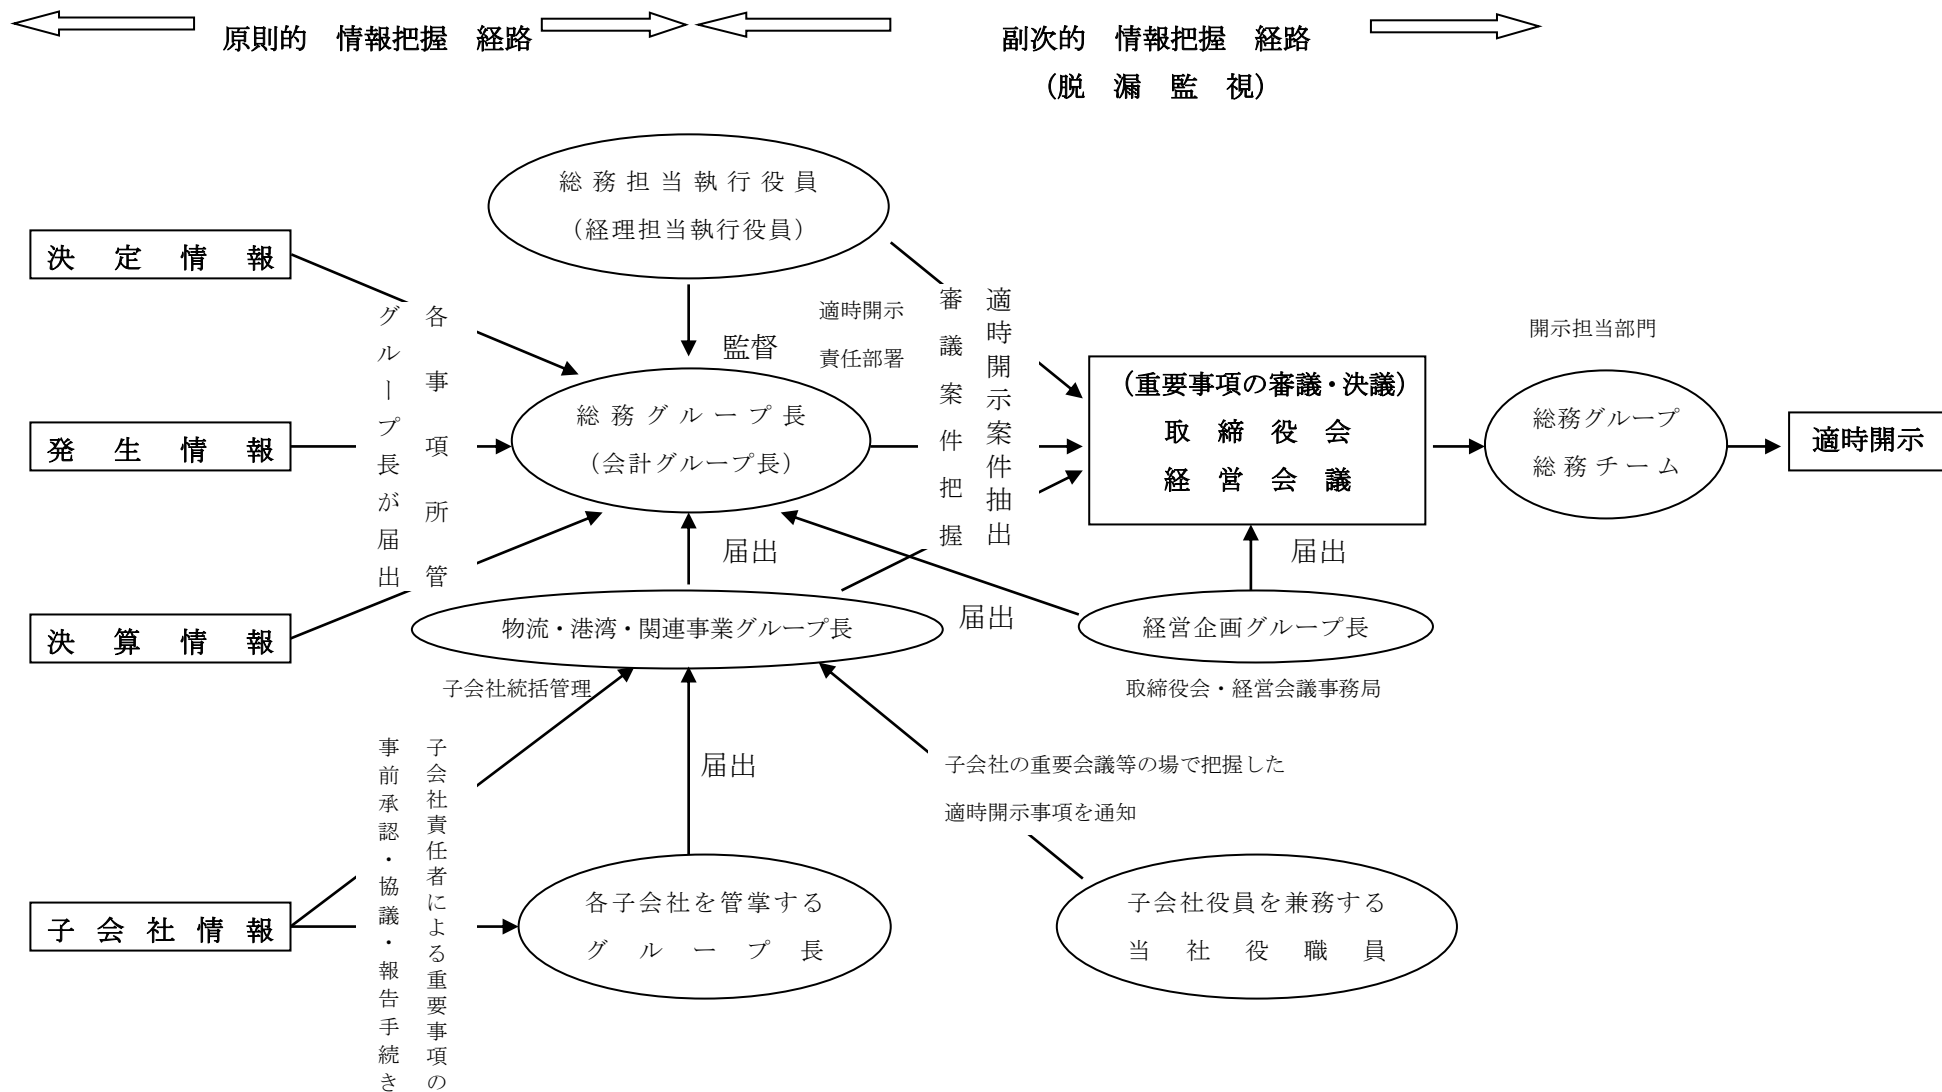 原則的　情報把握　経路
副次的　情報把握　経路
（脱　漏　監　視）
総務担当執行役員
（経理担当執行役員）
決定情報
各事項所管
グループ長が届出
監督
適時開示
責任部署
適時開示案件抽出
審議案件把握
開示担当部門
発生情報
総務グループ長
（会計グループ長）
（重要事項の審議・決議）
取締役会
経営会議
総務グループ
総務チーム
適時開示
届出
届出
決算情報
物流・港湾・関連事業グループ長
届出
経営企画グループ長
子会社統括管理
取締役会・経営会議事務局
子会社責任者による重要事項の
事前承認・協議・報告手続き
届出
子会社の重要会議等の場で把握した
適時開示事項を通知
子会社情報
各子会社を管掌する
グループ長
子会社役員を兼務する
当社役職員